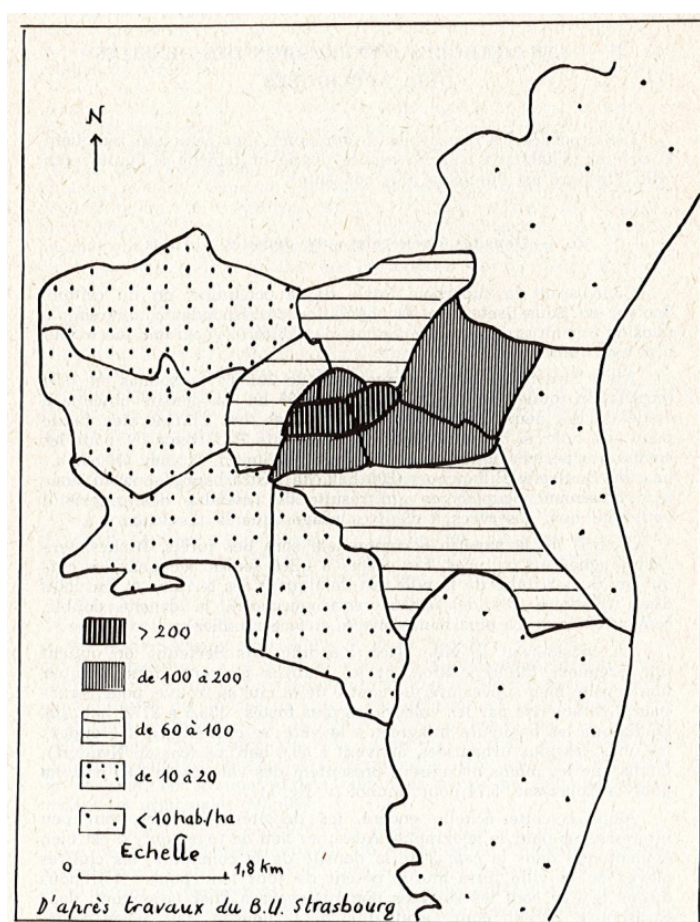 N
> 200
de 100 à 200
de 60 à 100
de 10 à 20
< 10 hab./ha
Echelle
0 1,8 km
D'après travaux du B.U. Strasbourg